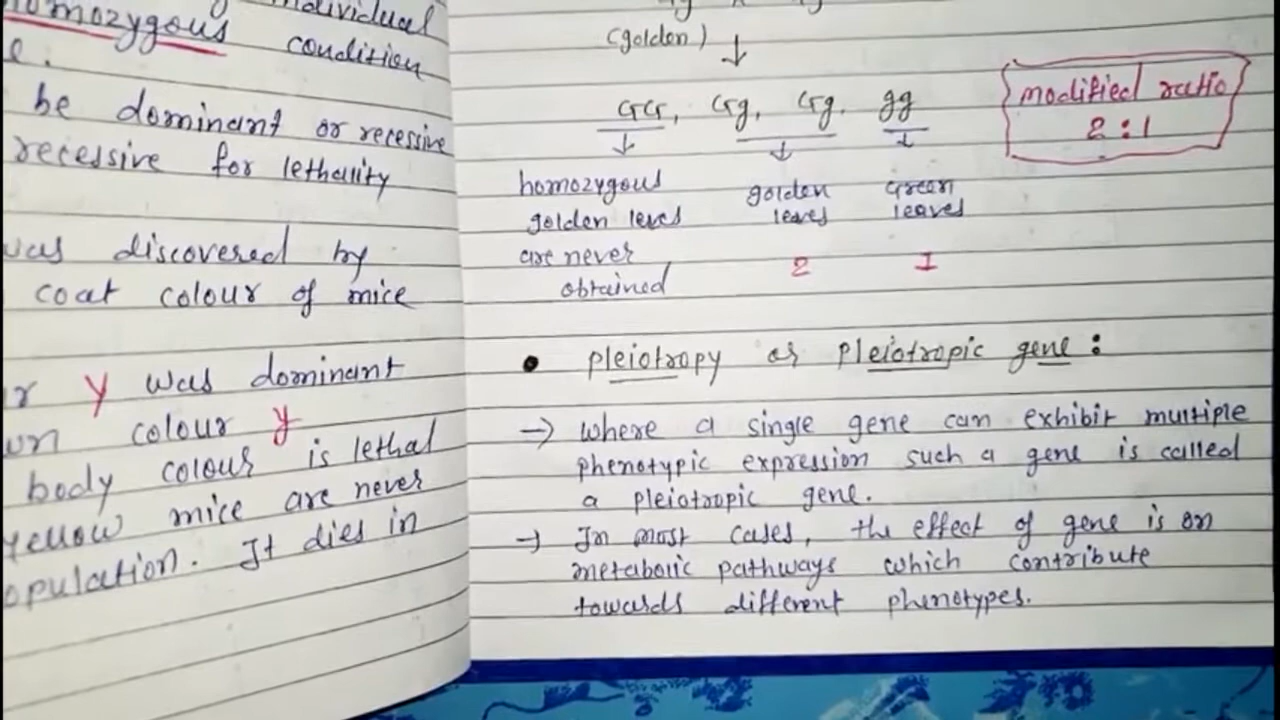 individual
homozygous condition
be dominant or recessive
recessive for lethality
was discovered by
coat colour of mice
y was dominant
colour y
body colour is lethal
yellow mice are never
opulation. It dies in
(golden) ↓
GG, Gg, Gg, gg
↓ ↓ ↓
homozygous golden Green
golden leves leaves leaves
are never 2 1
obtained
modified ratio
2 : 1
• pleiotropy or pleiotropic gene :
→ where a single gene can exhibit multiple
phenotypic expression such a gene is called
a pleiotropic gene.
→ In most cases, the effect of gene is on
metabolic pathways which contribute
towards different phenotypes.